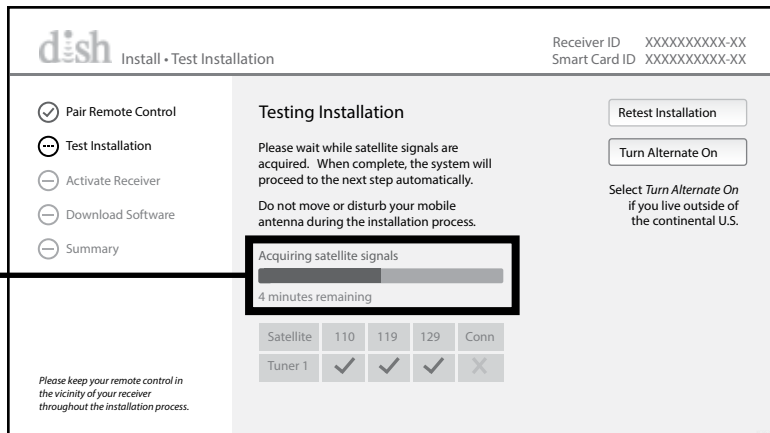 dish Install • Test Installation
Receiver ID XXXXXXXXXX-XX
Smart Card ID XXXXXXXXXX-XX
Pair Remote Control
Test Installation
Activate Receiver
Download Software
Summary
Please keep your remote control in
the vicinity of your receiver
throughout the installation process.
Testing Installation
Please wait while satellite signals are
acquired. When complete, the system will
proceed to the next step automatically.
Do not move or disturb your mobile
antenna during the installation process.
Acquiring satellite signals
4 minutes remaining
Satellite 110 119 129 Conn
Tuner 1 ✓ ✓ ✓ X
Retest Installation
Turn Alternate On
Select Turn Alternate On
if you live outside of
the continental U.S.